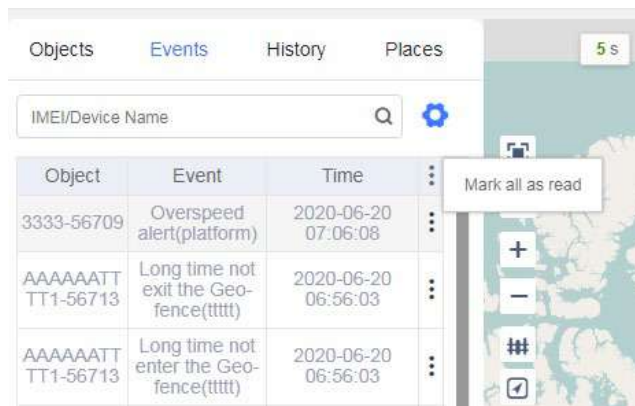 Objects Events History Places
5 s
IMEI/Device Name
Object Event Time
Mark all as read
3333-56709 Overspeed alert(platform) 2020-06-20 07:06:08
AAAAAATT TT1-56713 Long time not exit the Geo-fence(ttttt) 2020-06-20 06:56:03
AAAAAATT TT1-56713 Long time not enter the Geo-fence(ttttt) 2020-06-20 06:56:03